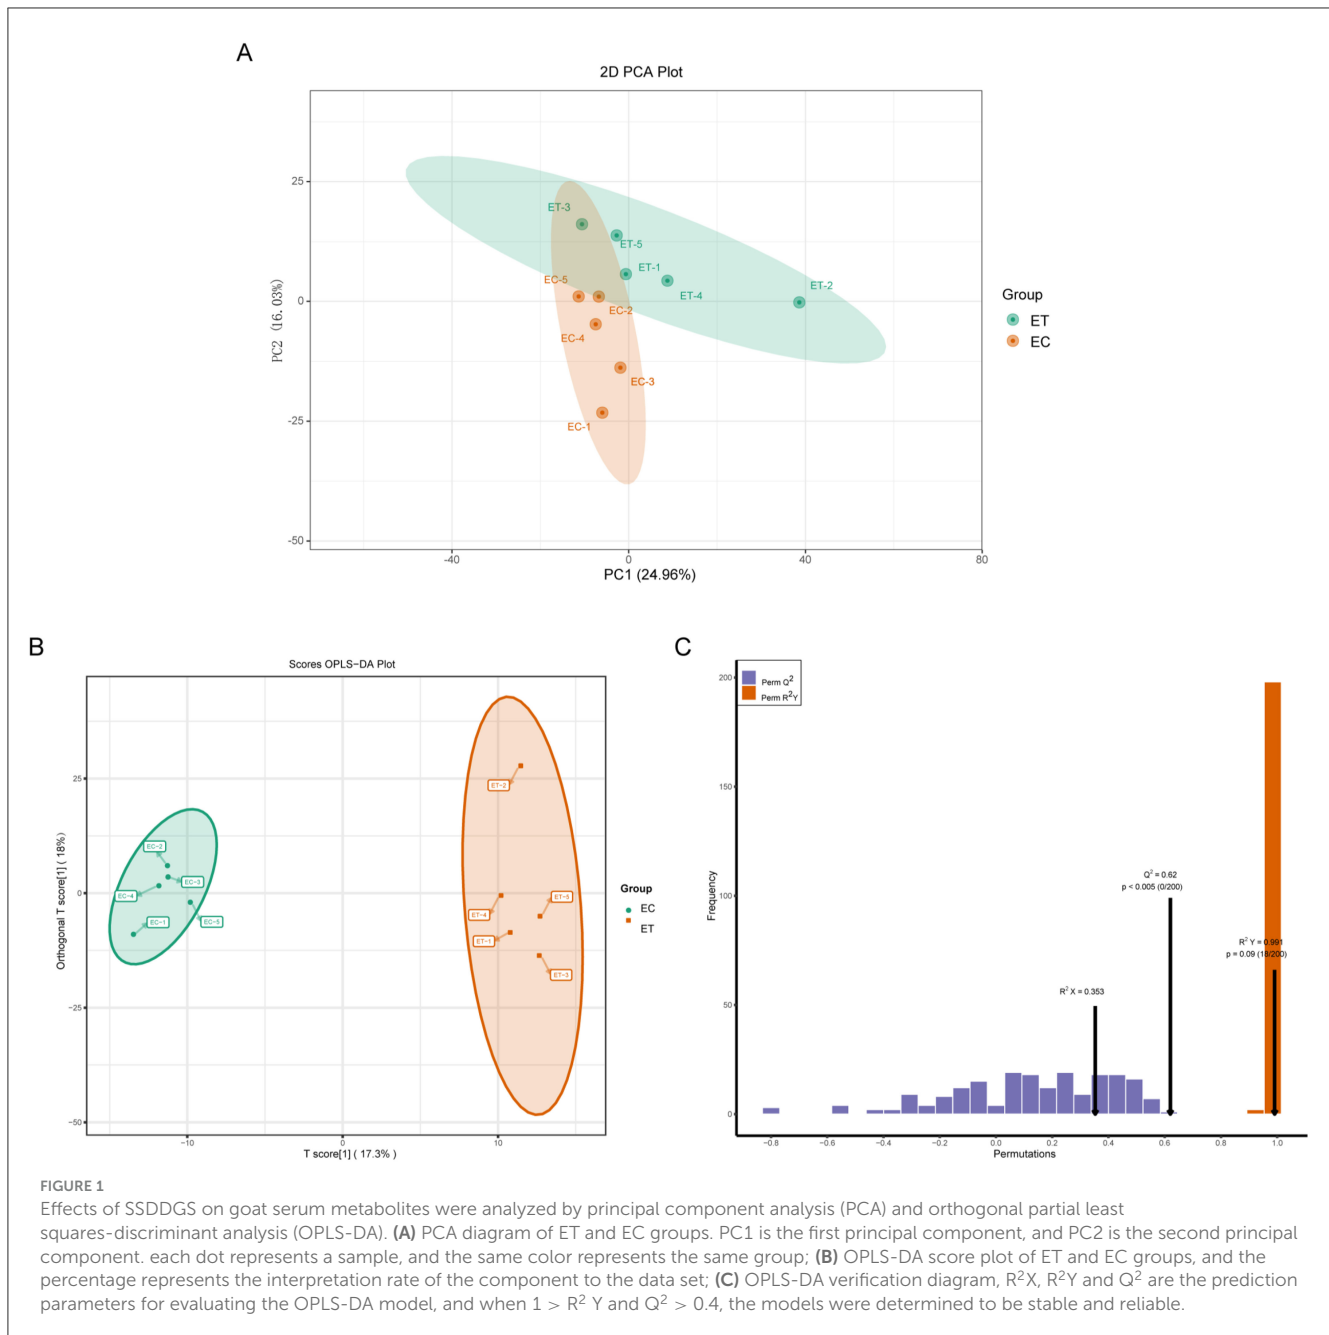 A
2D PCA Plot
25
0
-25
-50
PC2 (16.03%)
ET-3
ET-5
ET-1
ET-4
ET-2
EC-5
EC-2
EC-4
EC-3
EC-1
-40
0
40
80
PC1 (24.96%)
Group
ET
EC
B
Scores OPLS−DA Plot
25
0
−25
−50
Orthogonal T score[1] ( 18%)
EC−2
EC−3
EC−4
EC−1
EC−5
ET−2
ET−5
ET−4
ET−1
ET−3
−10
0
10
T score[1] ( 17.3% )
Group
EC
ET
C
Perm Q²
Perm R²Y
200
150
100
50
0
Frequency
Q² = 0.62
p < 0.005 (0/200)
R² Y = 0.991
p = 0.09 (18/200)
R² X = 0.353
−0.8
−0.6
−0.4
−0.2
0.0
0.2
0.4
0.6
0.8
1.0
Permutations
FIGURE 1
Effects of SSDDGS on goat serum metabolites were analyzed by principal component analysis (PCA) and orthogonal partial least
squares-discriminant analysis (OPLS-DA). (A) PCA diagram of ET and EC groups. PC1 is the first principal component, and PC2 is the second principal
component. each dot represents a sample, and the same color represents the same group; (B) OPLS-DA score plot of ET and EC groups, and the
percentage represents the interpretation rate of the component to the data set; (C) OPLS-DA verification diagram, R²X, R²Y and Q² are the prediction
parameters for evaluating the OPLS-DA model, and when 1 > R² Y and Q² > 0.4, the models were determined to be stable and reliable.